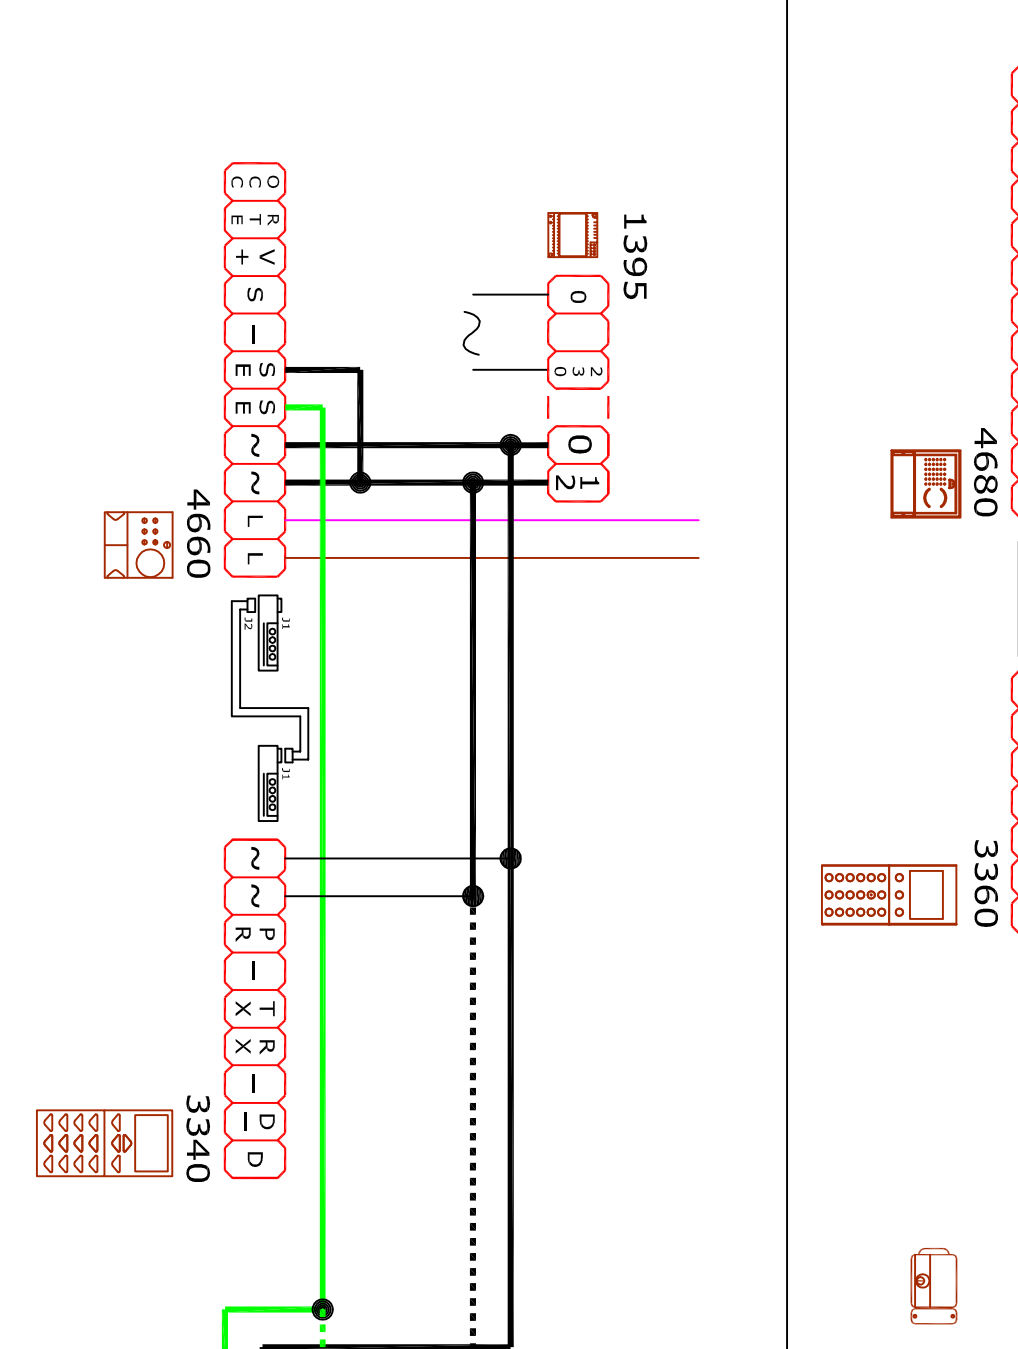 1395
0
~
230
0
12
OCC
RTE
V+
S
–
SE
SE
~
~
L
L
4660
J1
J2
J1
~
~
PR
–
TX
RX
–
D–
D
3340
4680
3360